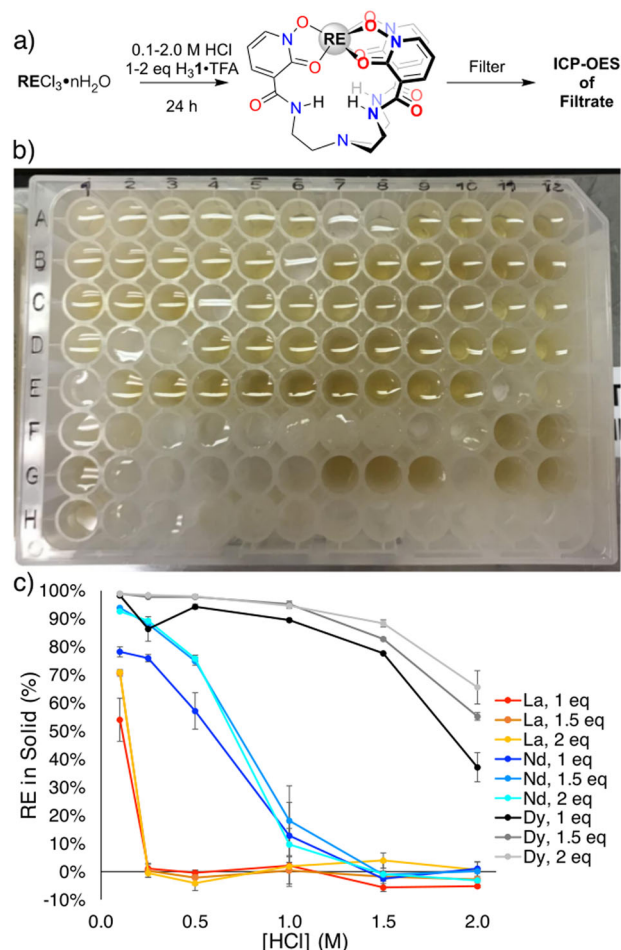 a)
RECl₃•nH₂O
0.1-2.0 M HCl
1-2 eq H₃1•TFA
24 h
RE
O
O
O
O
O
O
N
N
O
O
O
N
H
H
N
H
N
N
Filter
ICP-OES
of
Filtrate
b)
1 2 3 4 5 6 7 8 9 10 11 12
A
B
C
D
E
F
G
H
c)
RE in Solid (%)
100%
90%
80%
70%
60%
50%
40%
30%
20%
10%
0%
-10%
0.0 0.5 1.0 1.5 2.0
[HCl] (M)
La, 1 eq
La, 1.5 eq
La, 2 eq
Nd, 1 eq
Nd, 1.5 eq
Nd, 2 eq
Dy, 1 eq
Dy, 1.5 eq
Dy, 2 eq